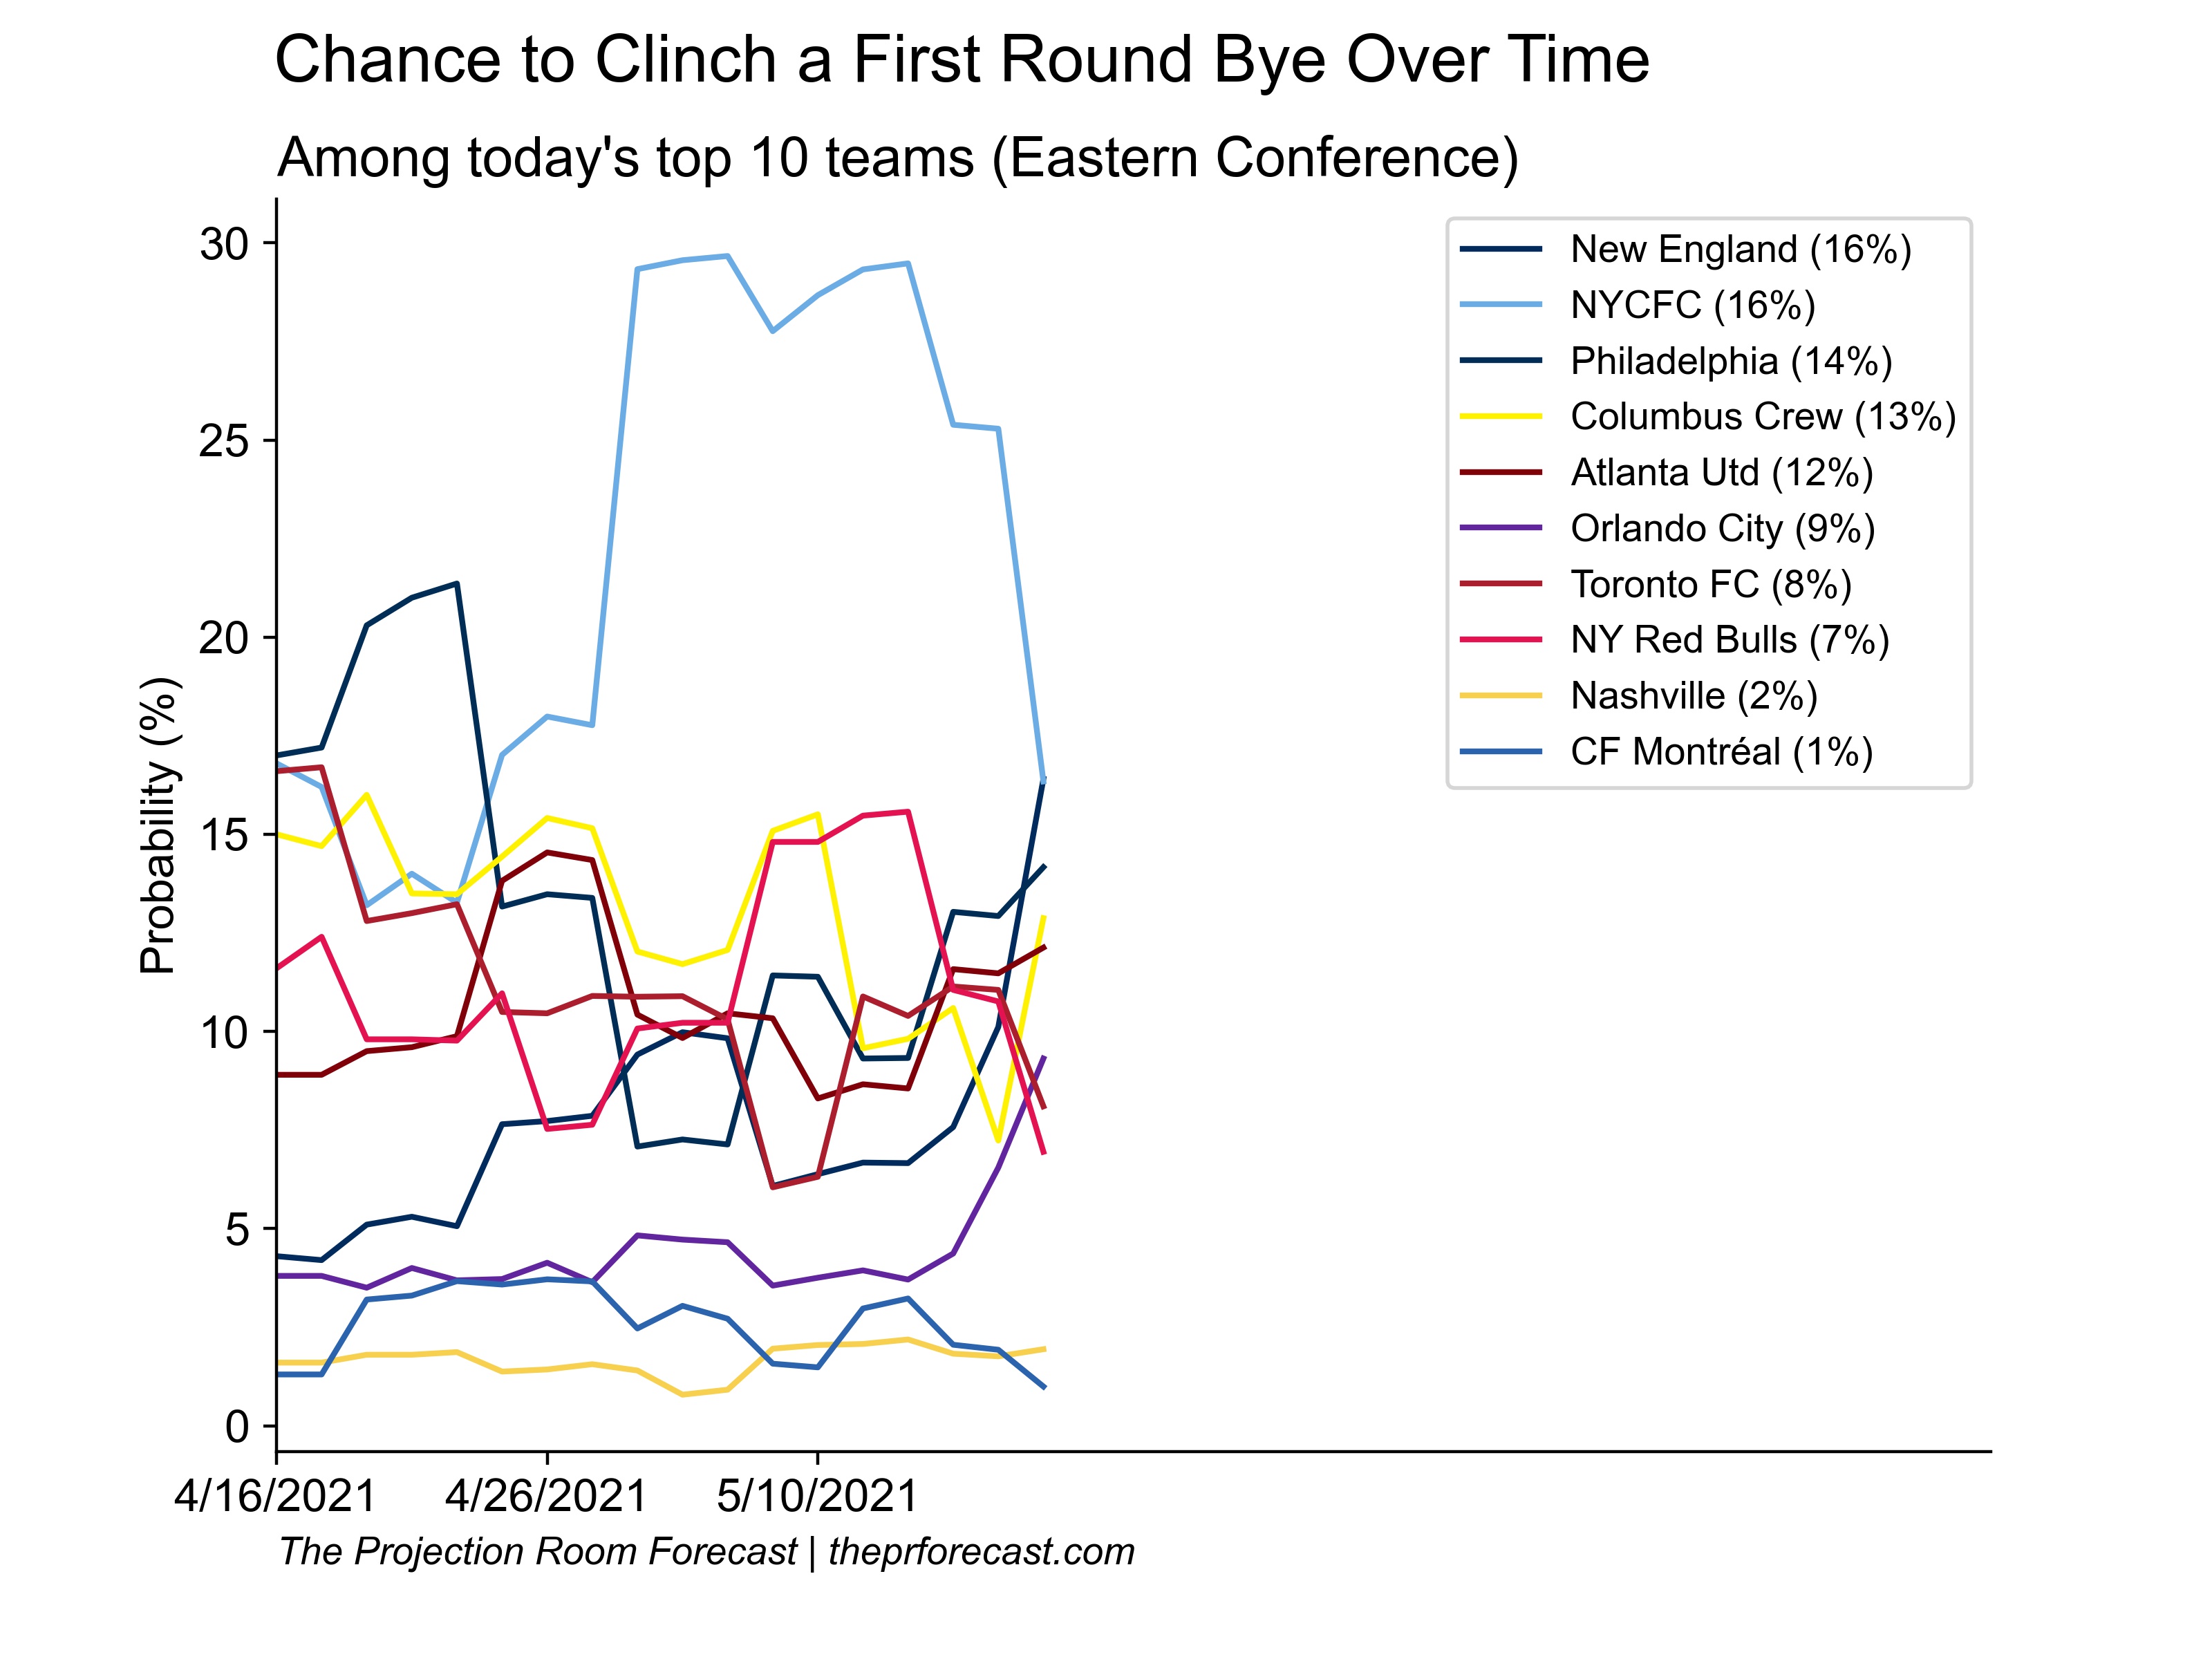 Chance to Clinch a First Round Bye Over Time
Among today's top 10 teams (Eastern Conference)
30
25
20
15
10
5
0
Probability (%)
New England (16%)
NYCFC (16%)
Philadelphia (14%)
Columbus Crew (13%)
Atlanta Utd (12%)
Orlando City (9%)
Toronto FC (8%)
NY Red Bulls (7%)
Nashville (2%)
CF Montréal (1%)
4/16/2021 4/26/2021 5/10/2021
The Projection Room Forecast | theprforecast.com